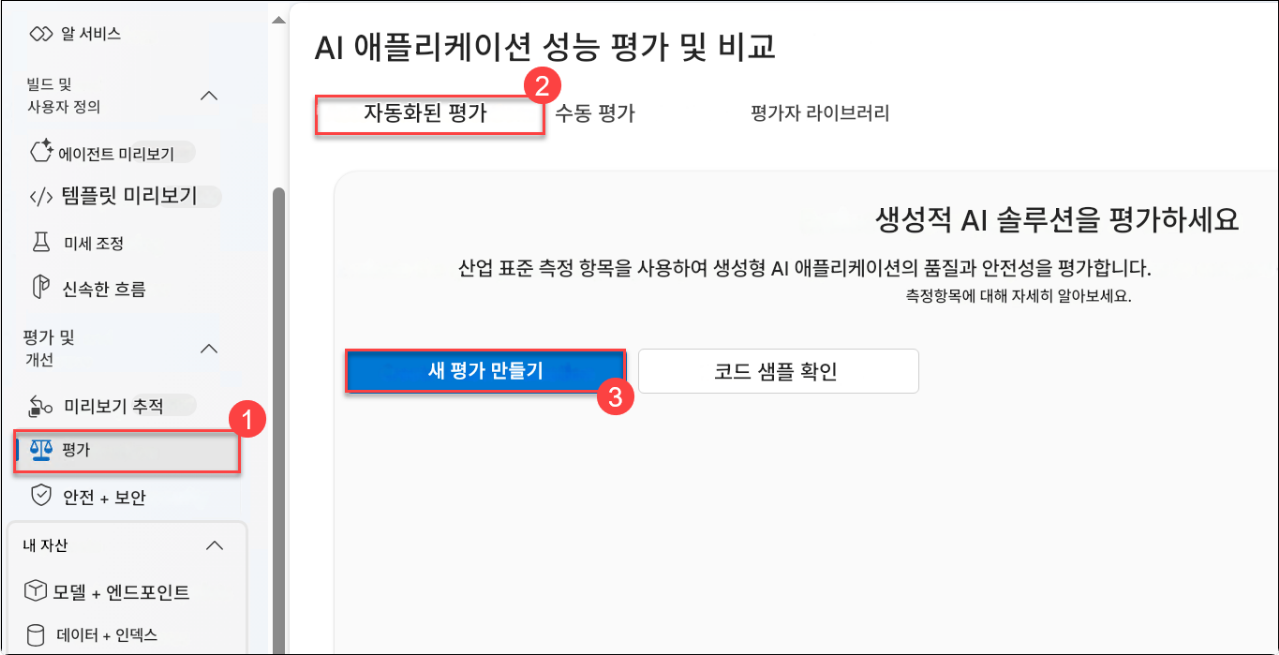 알 서비스
빌드 및
사용자 정의
에이전트 미리보기
템플릿 미리보기
미세 조정
신속한 흐름
평가 및
개선
미리보기 추적
1
평가
안전 + 보안
내 자산
모델 + 엔드포인트
데이터 + 인덱스
AI 애플리케이션 성능 평가 및 비교
2
자동화된 평가 수동 평가 평가자 라이브러리
생성적 AI 솔루션을 평가하세요
산업 표준 측정 항목을 사용하여 생성형 AI 애플리케이션의 품질과 안전성을 평가합니다.
측정항목에 대해 자세히 알아보세요.
새 평가 만들기 코드 샘플 확인
3